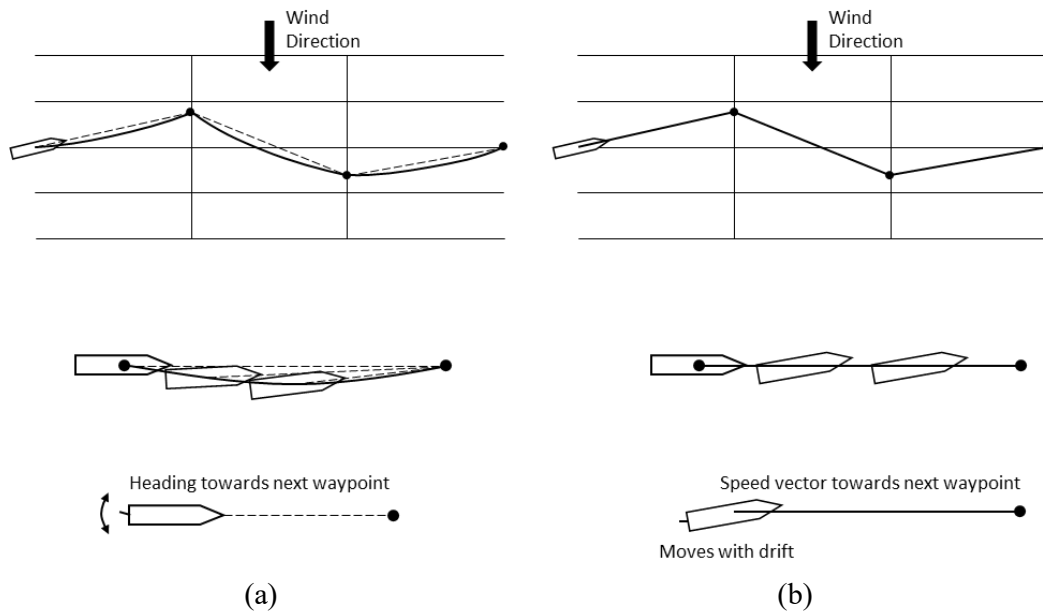 Wind
Direction
Wind
Direction
Heading towards next waypoint
Speed vector towards next waypoint
Moves with drift
(a)
(b)